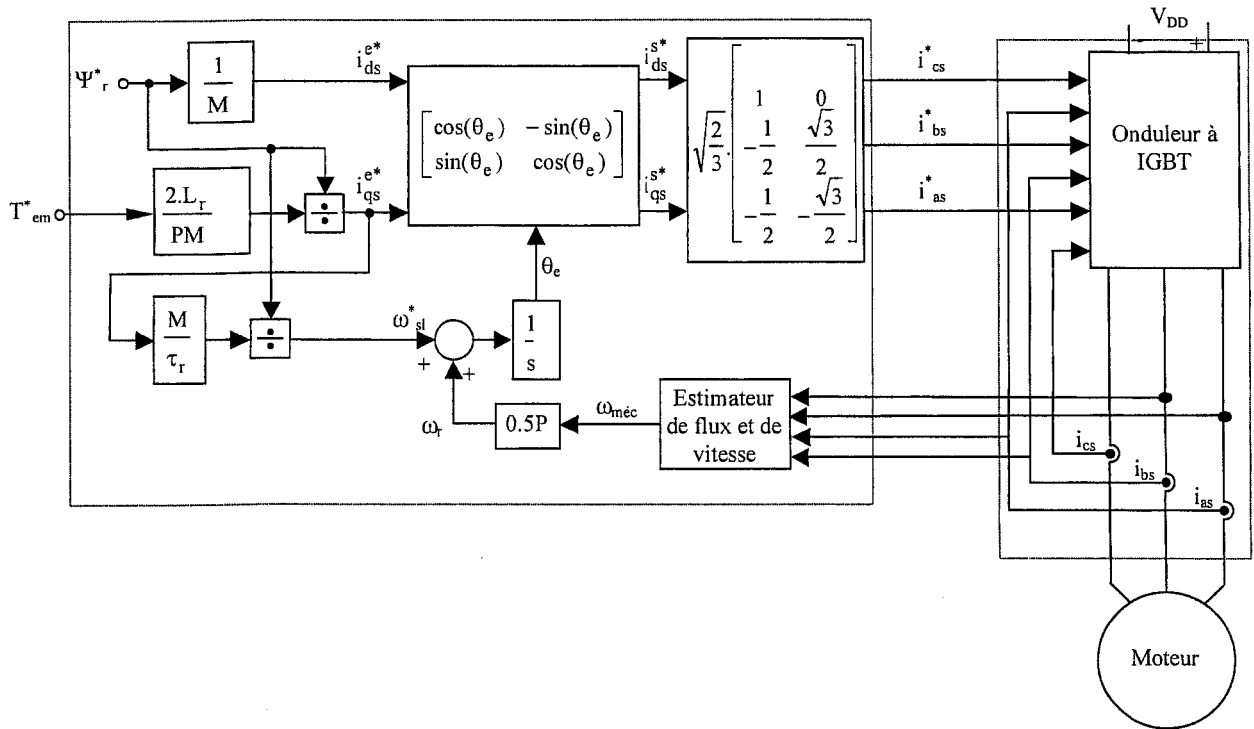 V_DD
+
Ψ*_r
1
M
i^e*_ds
cos(θ_e) −sin(θ_e)
sin(θ_e) cos(θ_e)
i^s*_ds
√2/3 .
1 0
−1/2 √3/2
−1/2 −√3/2
i*_cs
i*_bs
i*_as
Onduleur à
IGBT
T*_em
2.L_r
PM
÷
i^e*_qs
i^s*_qs
θ_e
M
τ_r
÷
ω*_sl
+
+
1
s
ω_r
0.5P
ω_méc
Estimateur
de flux et de
vitesse
i_cs
i_bs
i_as
Moteur